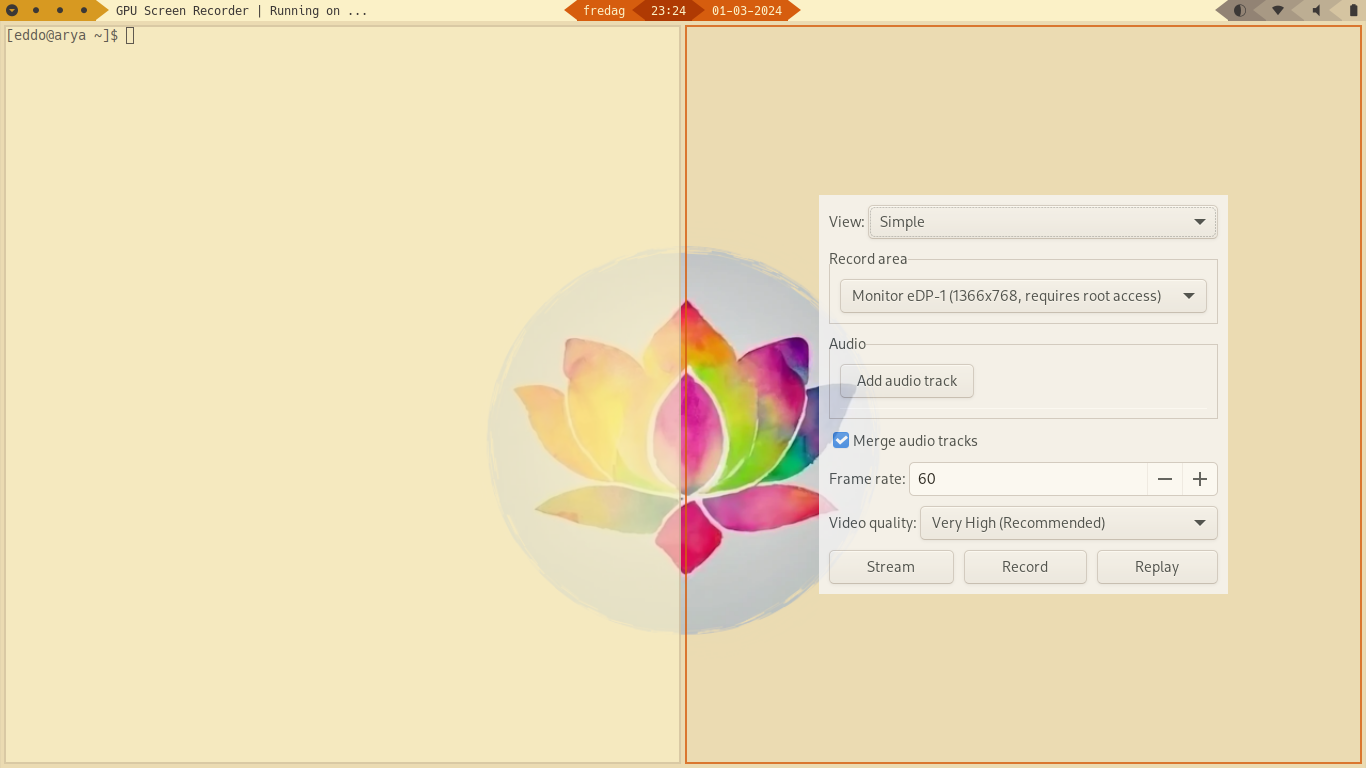 GPU Screen Recorder | Running on ...
fredag 23:24 01-03-2024
[eddo@arya ~]$
View: Simple
Record area
Monitor eDP-1 (1366x768, requires root access)
Audio
Add audio track
Merge audio tracks
Frame rate: 60
Video quality: Very High (Recommended)
Stream Record Replay